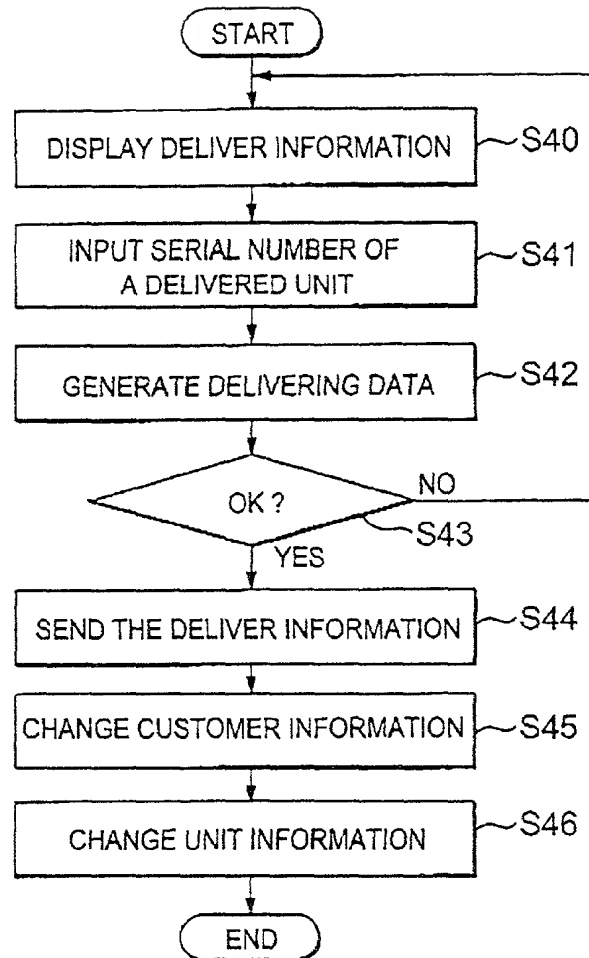 START
DISPLAY DELIVER INFORMATION
S40
INPUT SERIAL NUMBER OF
A DELIVERED UNIT
S41
GENERATE DELIVERING DATA
S42
OK ?
NO
S43
YES
SEND THE DELIVER INFORMATION
S44
CHANGE CUSTOMER INFORMATION
S45
CHANGE UNIT INFORMATION
S46
END